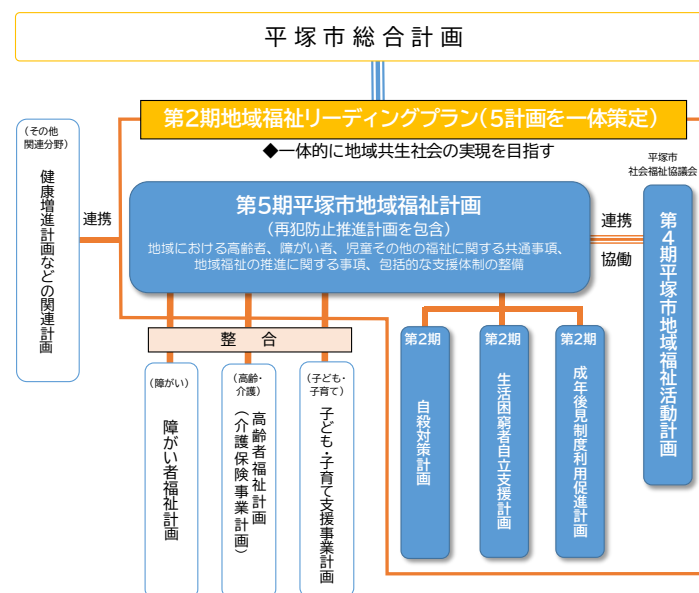 平塚市総合計画
第2期地域福祉リーディングプラン(5計画を一体策定)
◆一体的に地域共生社会の実現を目指す
(その他
関連分野)
健康増進計画などの関連計画
連携
第5期平塚市地域福祉計画
(再犯防止推進計画を包含)
地域における高齢者、障がい者、児童その他の福祉に関する共通事項、
地域福祉の推進に関する事項、包括的な支援体制の整備
連携
協働
平塚市
社会福祉協議会
第4期平塚市地域福祉活動計画
整合
(障がい)
障がい者福祉計画
(高齢・
介護)
高齢者福祉計画
(介護保険事業計画)
(子ども・
子育て)
子ども・子育て支援事業計画
第2期
自殺対策計画
第2期
生活困窮者自立支援計画
第2期
成年後見制度利用促進計画